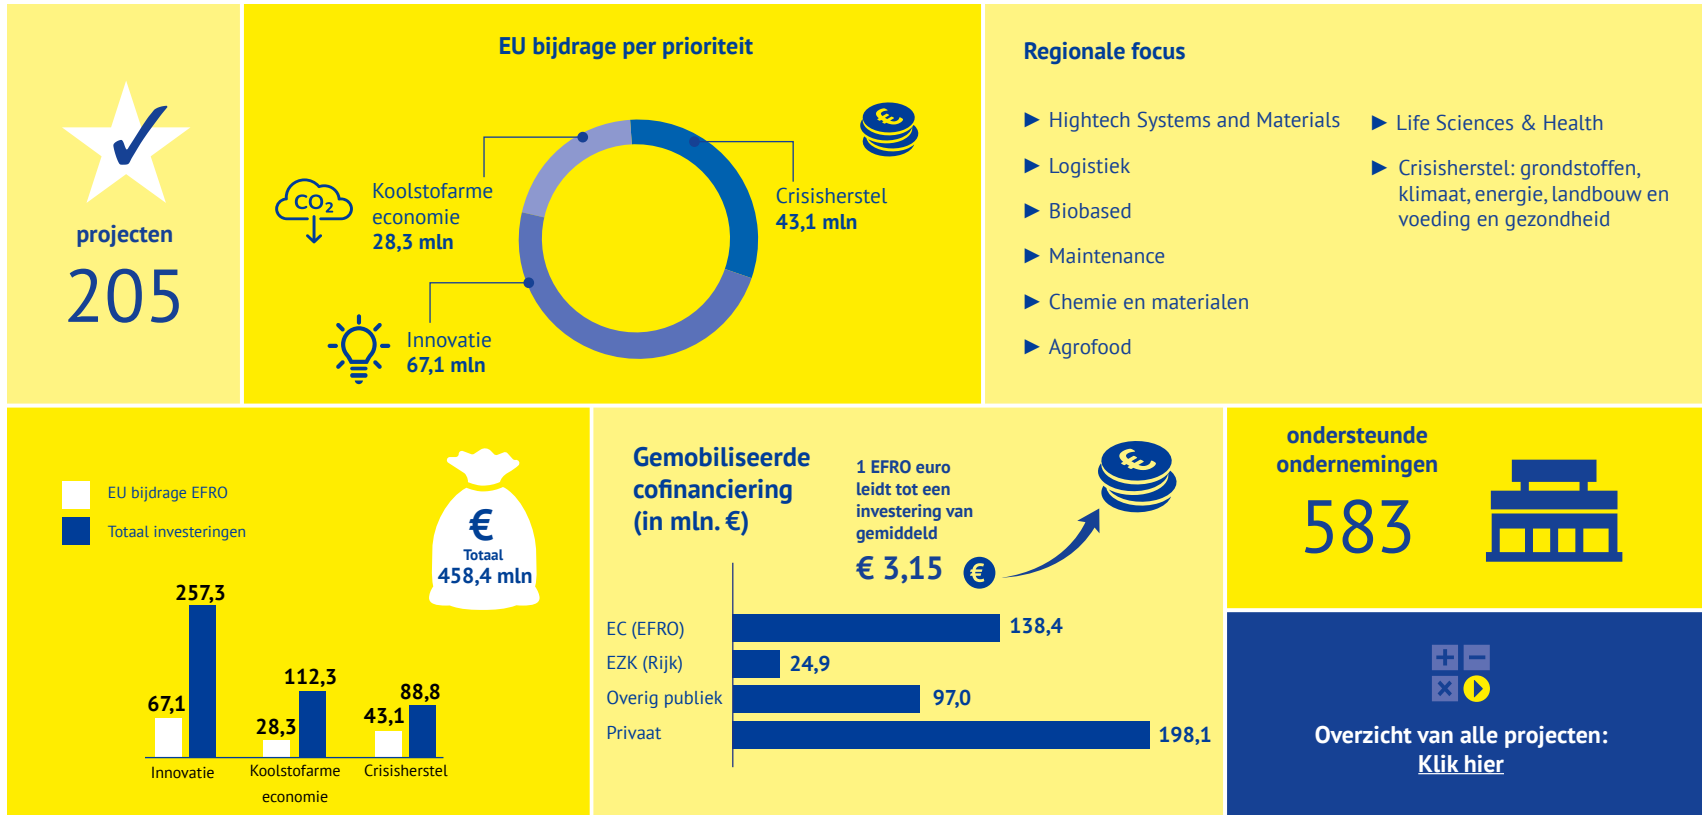 projecten
205
EU bijdrage per prioriteit
CO2
Koolstofarme
economie
28,3 mln
Crisisherstel
43,1 mln
Innovatie
67,1 mln
Regionale focus
► Hightech Systems and Materials
► Logistiek
► Biobased
► Maintenance
► Chemie en materialen
► Agrofood
► Life Sciences & Health
► Crisisherstel: grondstoffen,
klimaat, energie, landbouw en
voeding en gezondheid
EU bijdrage EFRO
Totaal investeringen
€
Totaal
458,4 mln
257,3
67,1
112,3
28,3
88,8
43,1
Innovatie
Koolstofarme
economie
Crisisherstel
Gemobiliseerde
cofinanciering
(in mln. €)
1 EFRO euro
leidt tot een
investering van
gemiddeld
€ 3,15
€
€
EC (EFRO) 138,4
EZK (Rijk) 24,9
Overig publiek 97,0
Privaat 198,1
ondersteunde
ondernemingen
583
Overzicht van alle projecten:
Klik hier